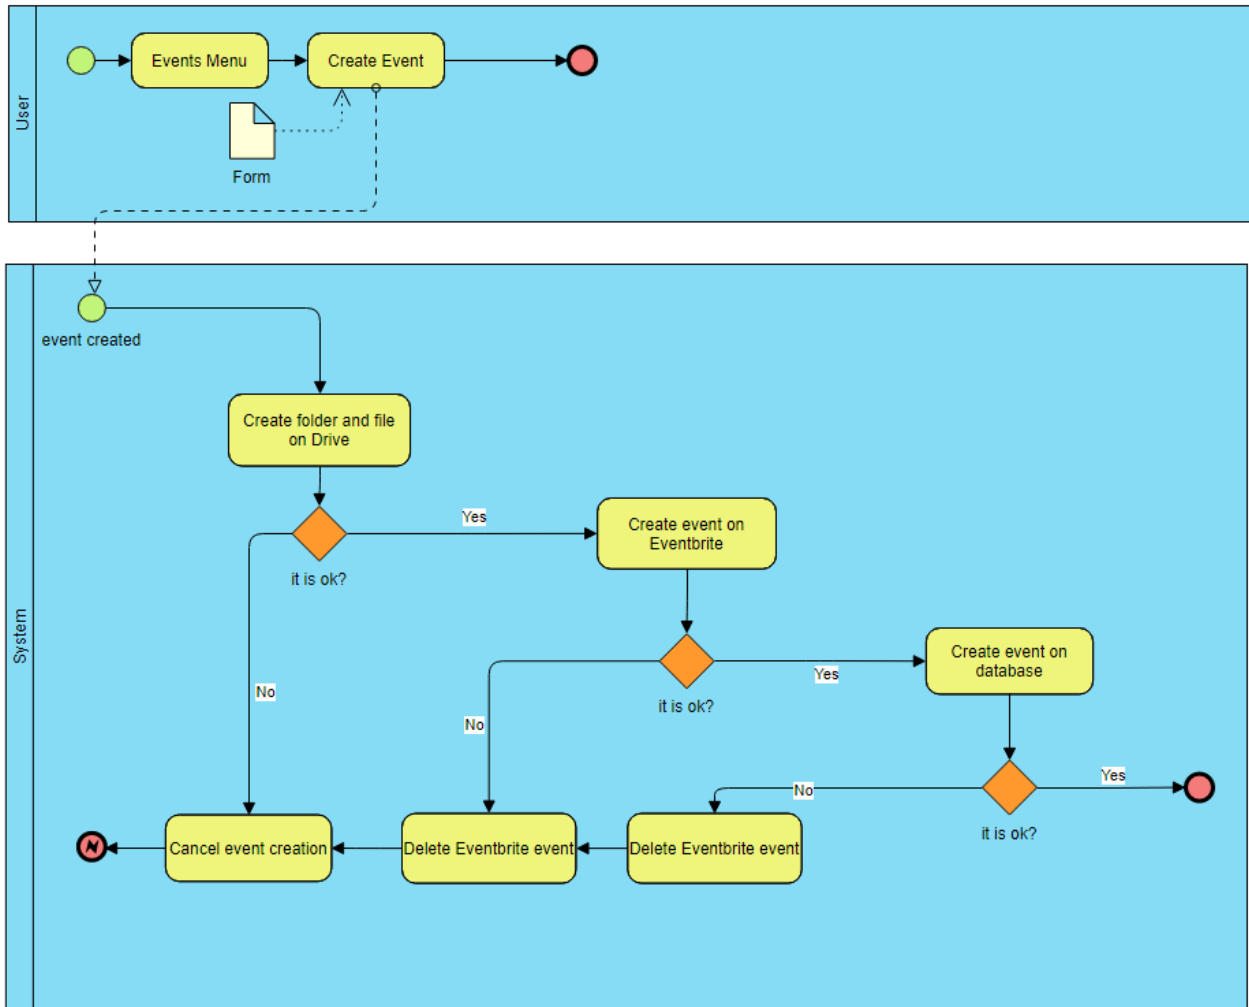 User
Events Menu
Create Event
Form
System
event created
Create folder and file
on Drive
it is ok?
Yes
No
Create event on
Eventbrite
it is ok?
Yes
No
Create event on
database
it is ok?
Yes
No
Cancel event creation
Delete Eventbrite event
Delete Eventbrite event